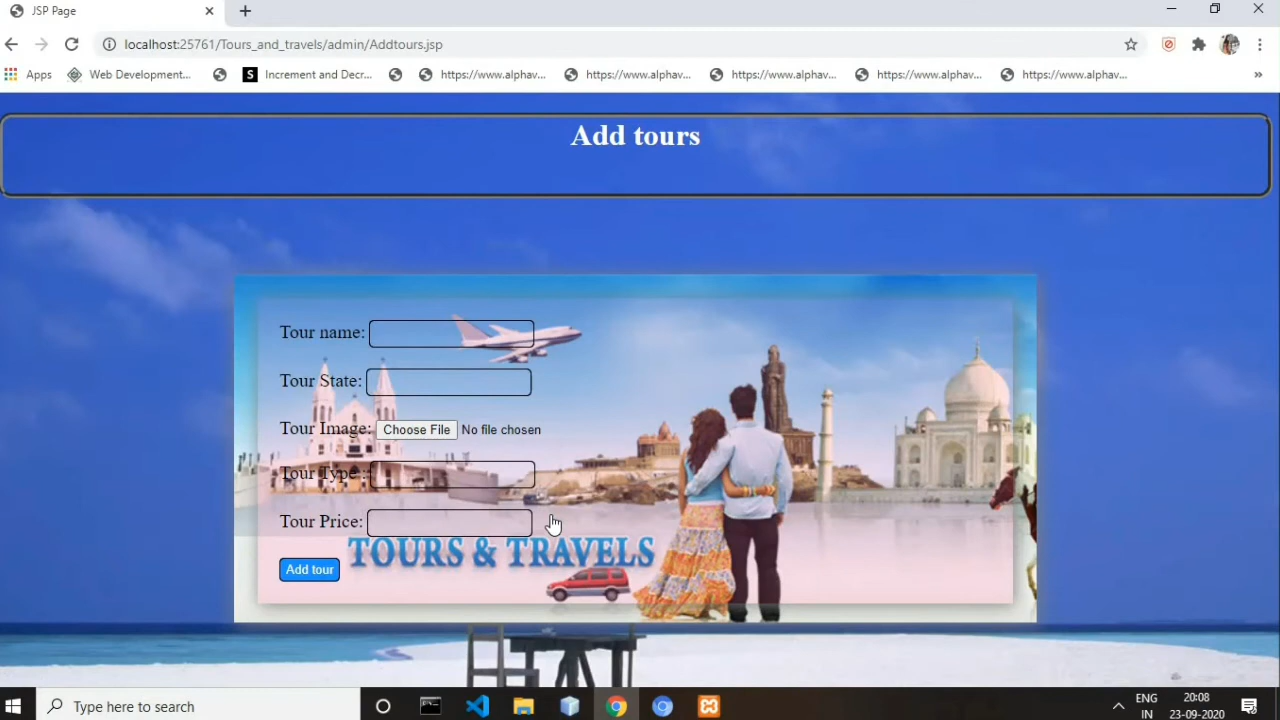 JSP Page
localhost:25761/Tours_and_travels/admin/Addtours.jsp
Apps
Web Development...
S
Increment and Decr...
https://www.alphav...
https://www.alphav...
https://www.alphav...
https://www.alphav...
https://www.alphav...
»
Add tours
Tour name:
Tour State:
Tour Image: Choose File No file chosen
Tour Type :
Tour Price:
TOURS & TRAVELS
Add tour
Type here to search
ENG
IN
20:08
23-09-2020